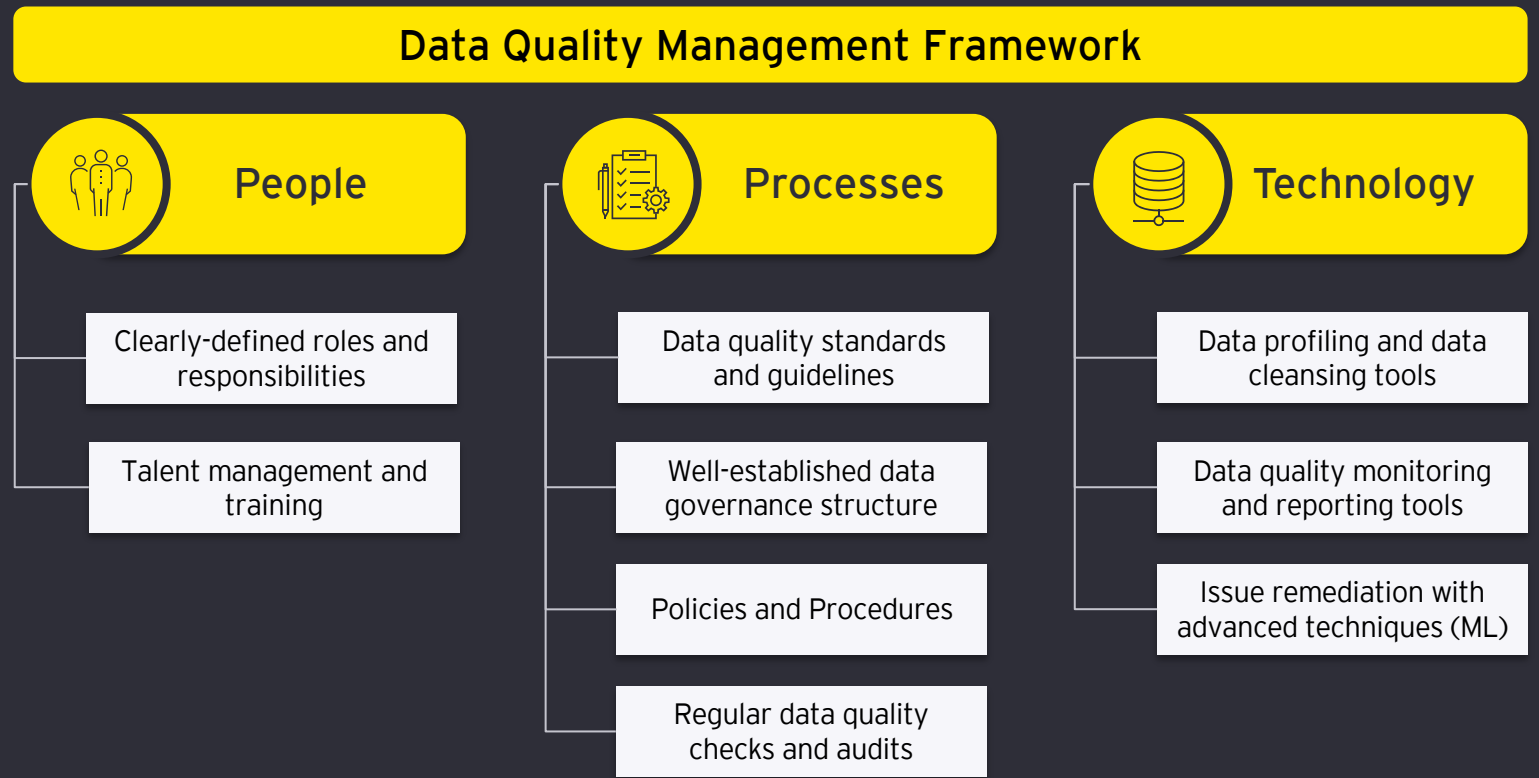 Data Quality Management Framework
People
Clearly-defined roles and
responsibilities
Talent management and
training
Processes
Data quality standards
and guidelines
Well-established data
governance structure
Policies and Procedures
Regular data quality
checks and audits
Technology
Data profiling and data
cleansing tools
Data quality monitoring
and reporting tools
Issue remediation with
advanced techniques (ML)